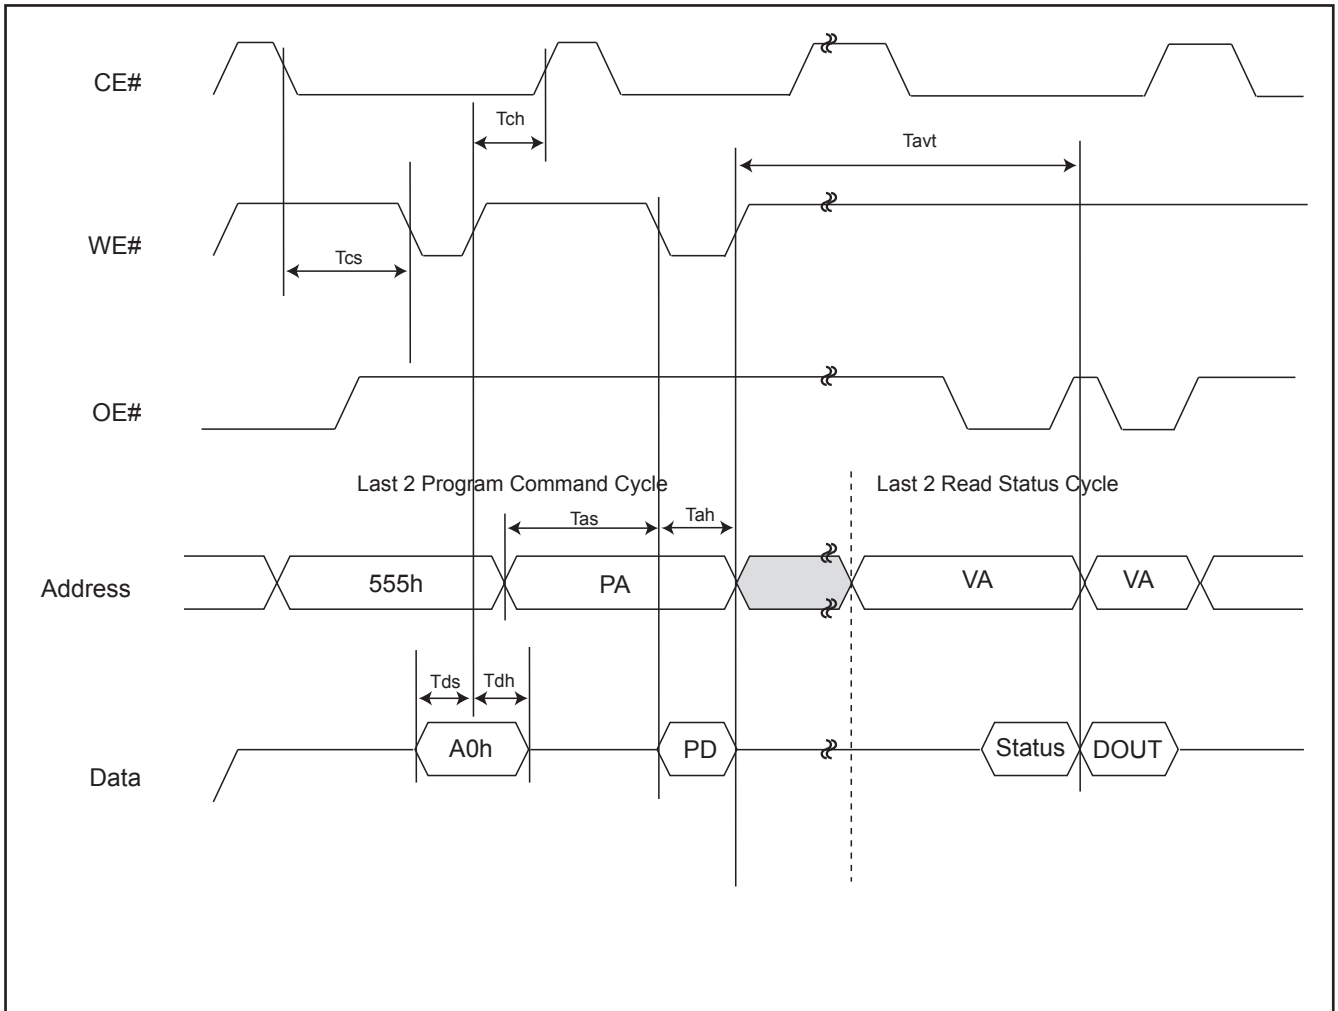 CE#
Tch
Tavt
WE#
Tcs
OE#
Last 2 Program Command Cycle
Last 2 Read Status Cycle
Tas
Tah
Address
555h
PA
VA
VA
Tds
Tdh
Data
A0h
PD
Status
DOUT